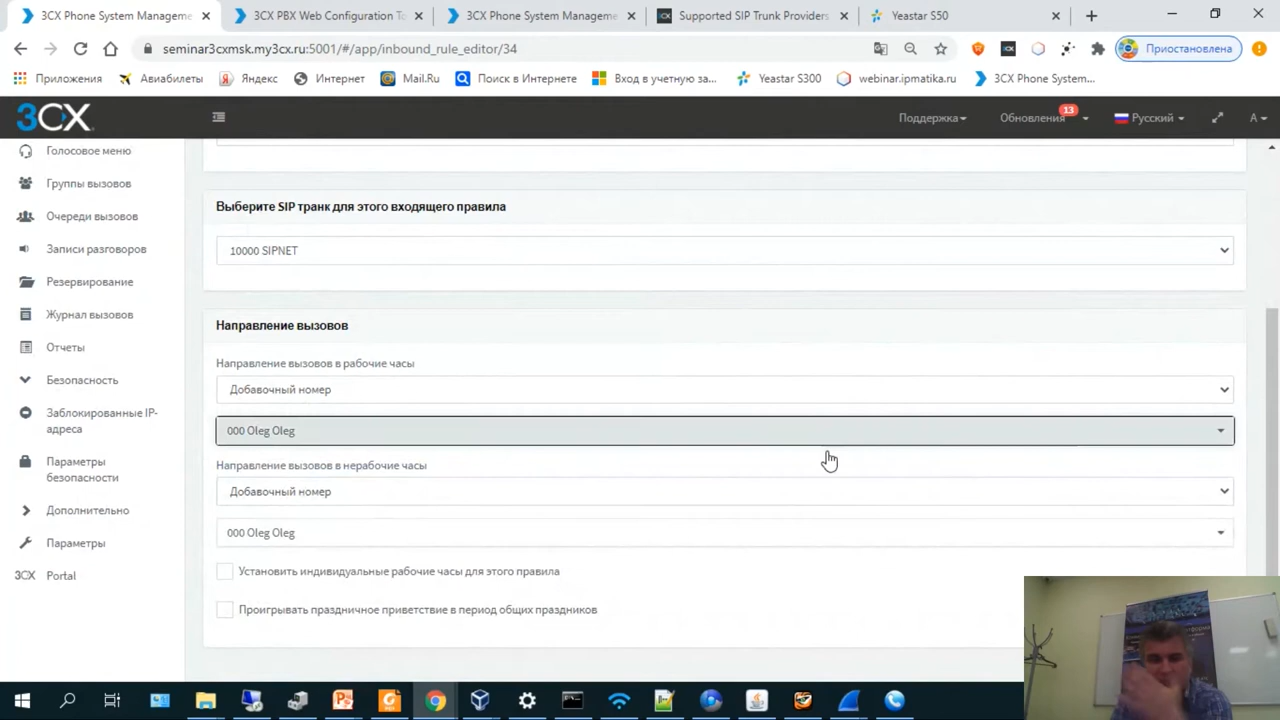 3CX Phone System Manageme
3CX PBX Web Configuration To
3CX Phone System Manageme
Supported SIP Trunk Providers
Yeastar S50
seminar3cxmsk.my3cx.ru:5001/#/app/inbound_rule_editor/34
Приостановлена
Приложения
Авиабилеты
Яндекс
Интернет
Mail.Ru
Поиск в Интернете
Вход в учетную за...
Yeastar S300
webinar.ipmatika.ru
3CX Phone System...
3CX
Поддержка
Обновления
13
Русский
A
Голосовое меню
Группы вызовов
Очереди вызовов
Записи разговоров
Резервирование
Журнал вызовов
Отчеты
Безопасность
Заблокированные IP-
адреса
Параметры
безопасности
Дополнительно
Параметры
3CX Portal
Выберите SIP транк для этого входящего правила
10000 SIPNET
Направление вызовов
Направление вызовов в рабочие часы
Добавочный номер
000 Oleg Oleg
Направление вызовов в нерабочие часы
Добавочный номер
000 Oleg Oleg
Установить индивидуальные рабочие часы для этого правила
Проигрывать праздничное приветствие в период общих праздников